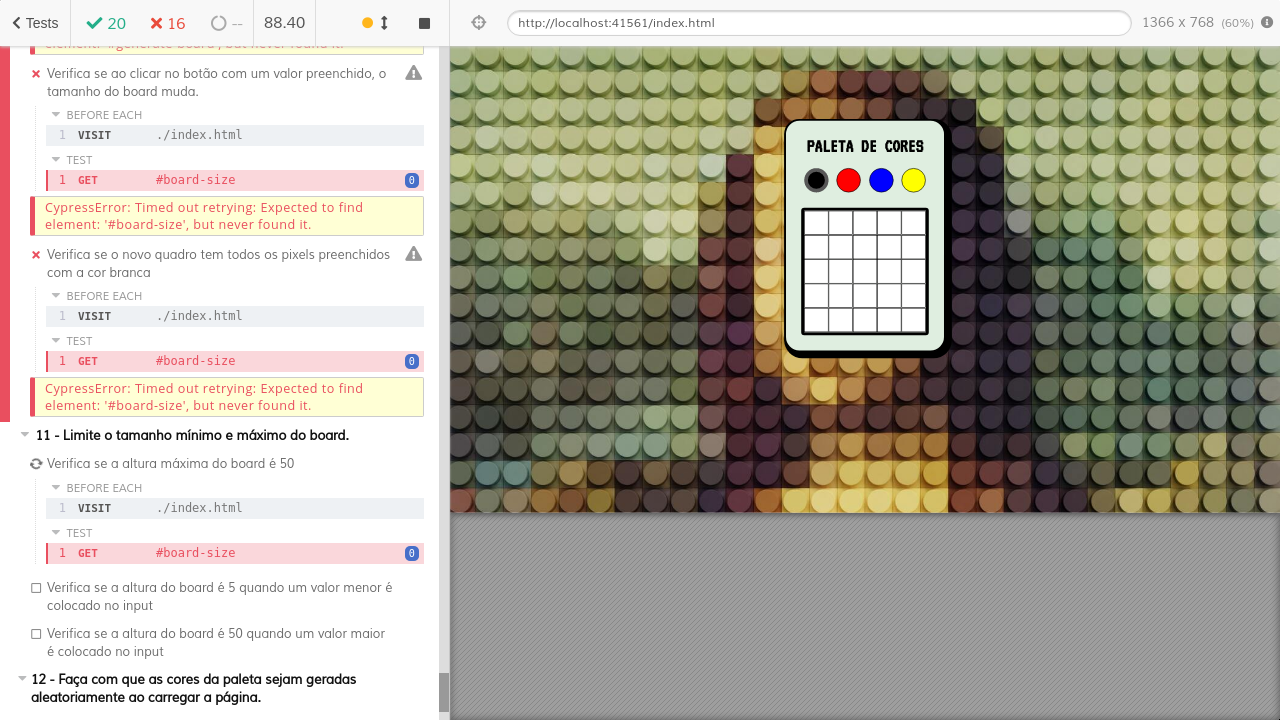 Tests
20
16
--
88.40
http://localhost:41561/index.html
1366 x 768 (60%)
element: '#generate-board', but never found it.
Verifica se ao clicar no botão com um valor preenchido, o
tamanho do board muda.
BEFORE EACH
1 VISIT ./index.html
TEST
1 GET #board-size 0
CypressError: Timed out retrying: Expected to find
element: '#board-size', but never found it.
Verifica se o novo quadro tem todos os pixels preenchidos
com a cor branca
BEFORE EACH
1 VISIT ./index.html
TEST
1 GET #board-size 0
CypressError: Timed out retrying: Expected to find
element: '#board-size', but never found it.
11 - Limite o tamanho mínimo e máximo do board.
Verifica se a altura máxima do board é 50
BEFORE EACH
1 VISIT ./index.html
TEST
1 GET #board-size 0
Verifica se a altura do board é 5 quando um valor menor é
colocado no input
Verifica se a altura do board é 50 quando um valor maior
é colocado no input
12 - Faça com que as cores da paleta sejam geradas
aleatoriamente ao carregar a página.
PALETA DE CORES